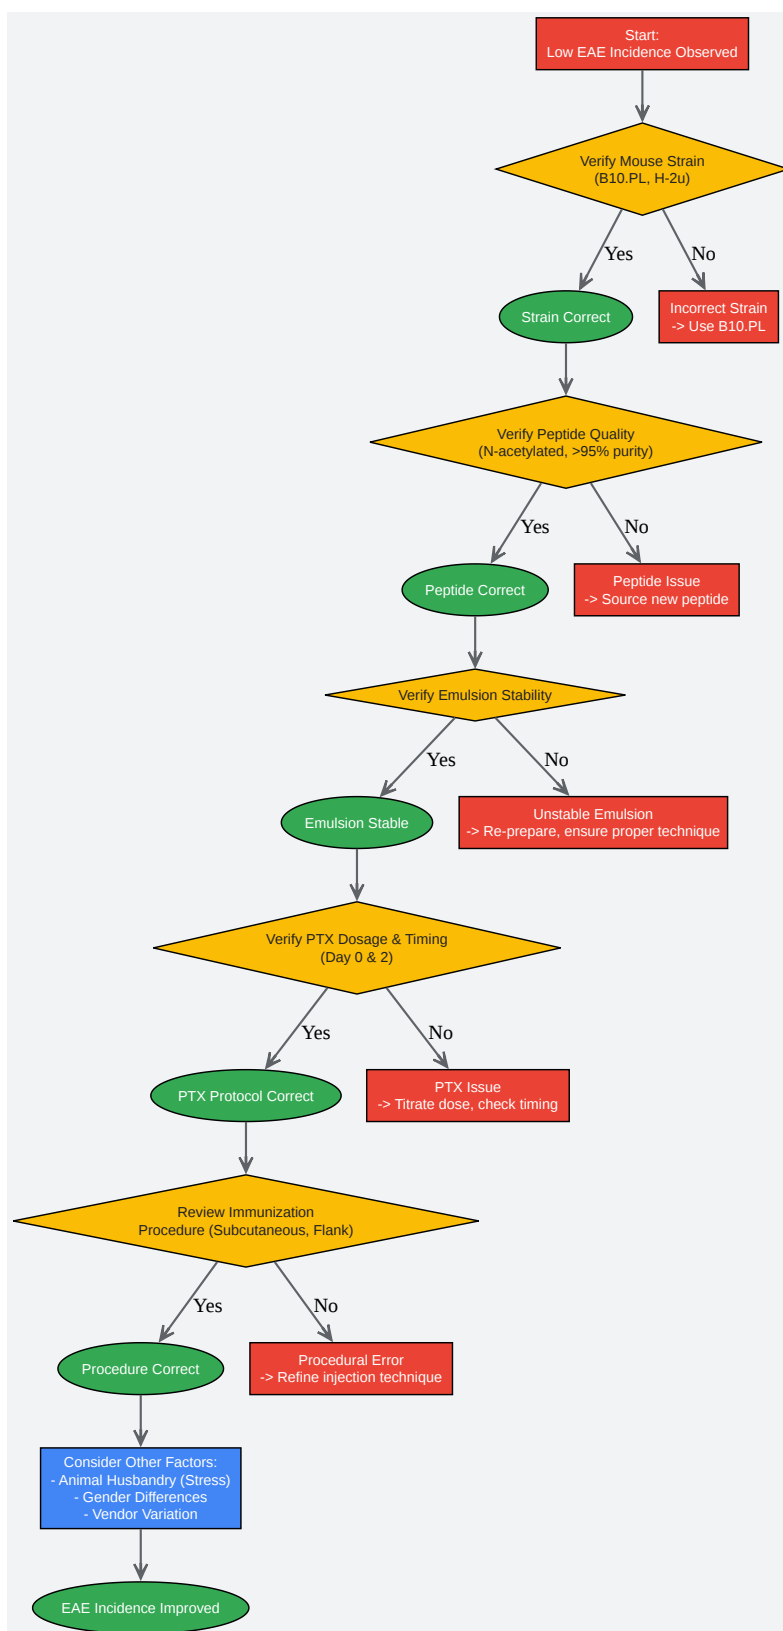 Start:
Low EAE Incidence Observed
Verify Mouse Strain
(B10.PL, H-2u)
Yes
No
Strain Correct
Incorrect Strain
-> Use B10.PL
Verify Peptide Quality
(N-acetylated, >95% purity)
Yes
No
Peptide Correct
Peptide Issue
-> Source new peptide
Verify Emulsion Stability
Yes
No
Emulsion Stable
Unstable Emulsion
-> Re-prepare, ensure proper technique
Verify PTX Dosage & Timing
(Day 0 & 2)
Yes
No
PTX Protocol Correct
PTX Issue
-> Titrate dose, check timing
Review Immunization
Procedure (Subcutaneous, Flank)
Yes
No
Procedure Correct
Procedural Error
-> Refine injection technique
Consider Other Factors:
- Animal Husbandry (Stress)
- Gender Differences
- Vendor Variation
EAE Incidence Improved